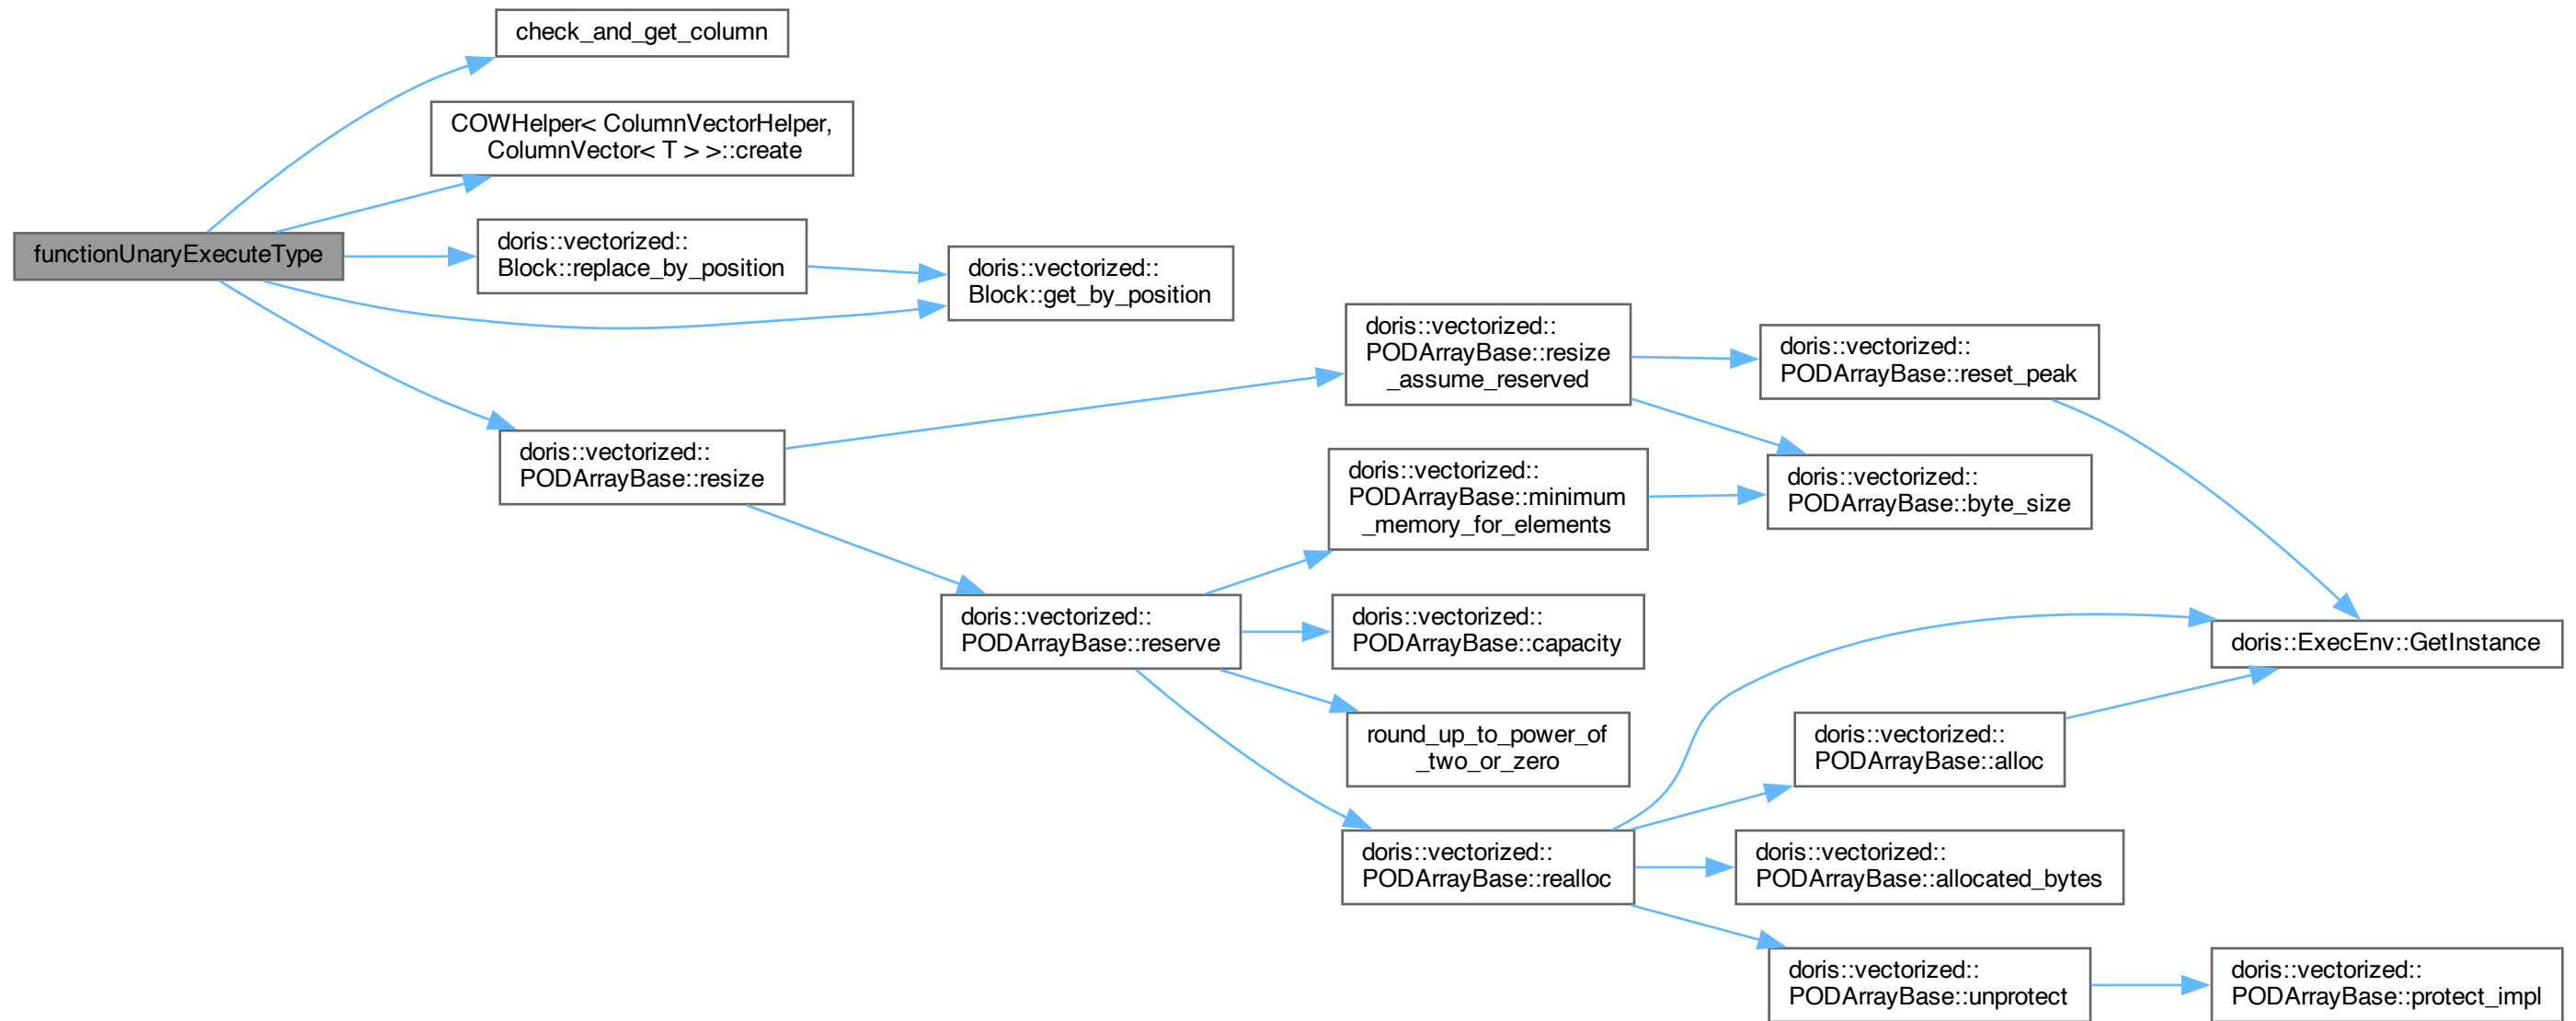 check_and_get_column
COWHelper< ColumnVectorHelper,
ColumnVector< T > >::create
functionUnaryExecuteType
doris::vectorized::
Block::replace_by_position
doris::vectorized::
Block::get_by_position
doris::vectorized::
PODArrayBase::resize
doris::vectorized::
PODArrayBase::resize
_assume_reserved
doris::vectorized::
PODArrayBase::reset_peak
doris::vectorized::
PODArrayBase::minimum
_memory_for_elements
doris::vectorized::
PODArrayBase::byte_size
doris::vectorized::
PODArrayBase::reserve
doris::vectorized::
PODArrayBase::capacity
doris::ExecEnv::GetInstance
round_up_to_power_of
_two_or_zero
doris::vectorized::
PODArrayBase::alloc
doris::vectorized::
PODArrayBase::realloc
doris::vectorized::
PODArrayBase::allocated_bytes
doris::vectorized::
PODArrayBase::unprotect
doris::vectorized::
PODArrayBase::protect_impl